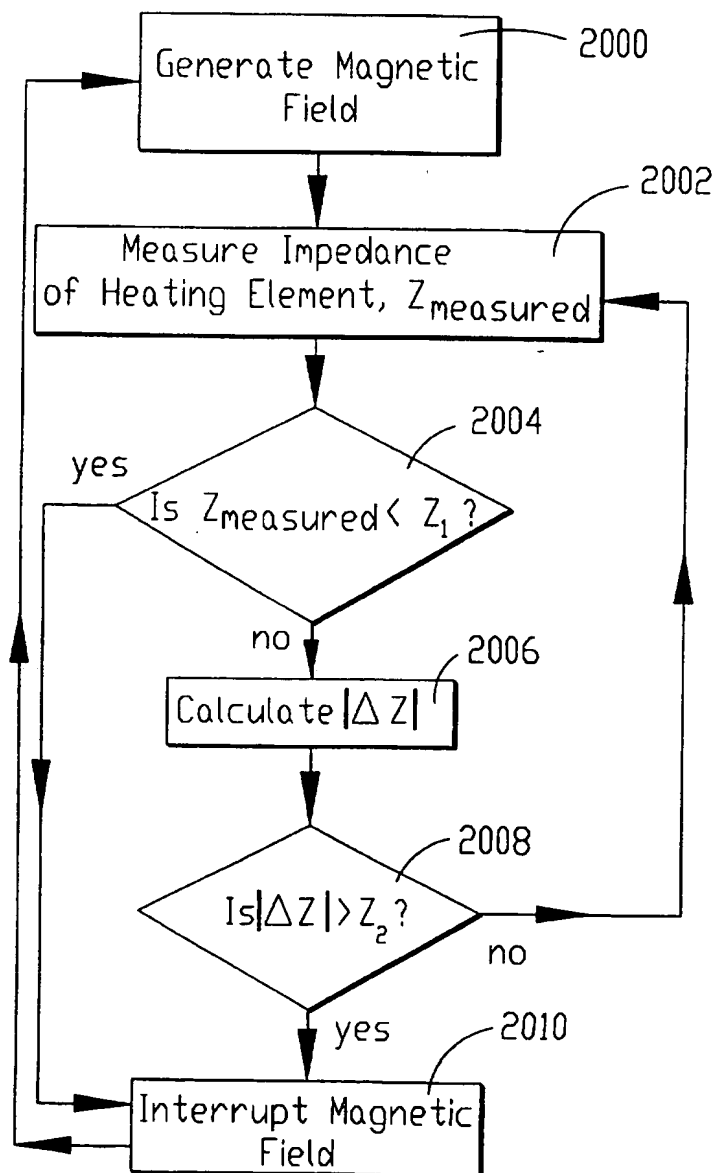 2000
Generate Magnetic
Field
2002
Measure Impedance
of Heating Element, Zmeasured
2004
yes
Is Zmeasured < Z1 ?
no
2006
Calculate |Δ Z|
2008
Is|ΔZ|>Z2?
no
yes
2010
Interrupt Magnetic
Field